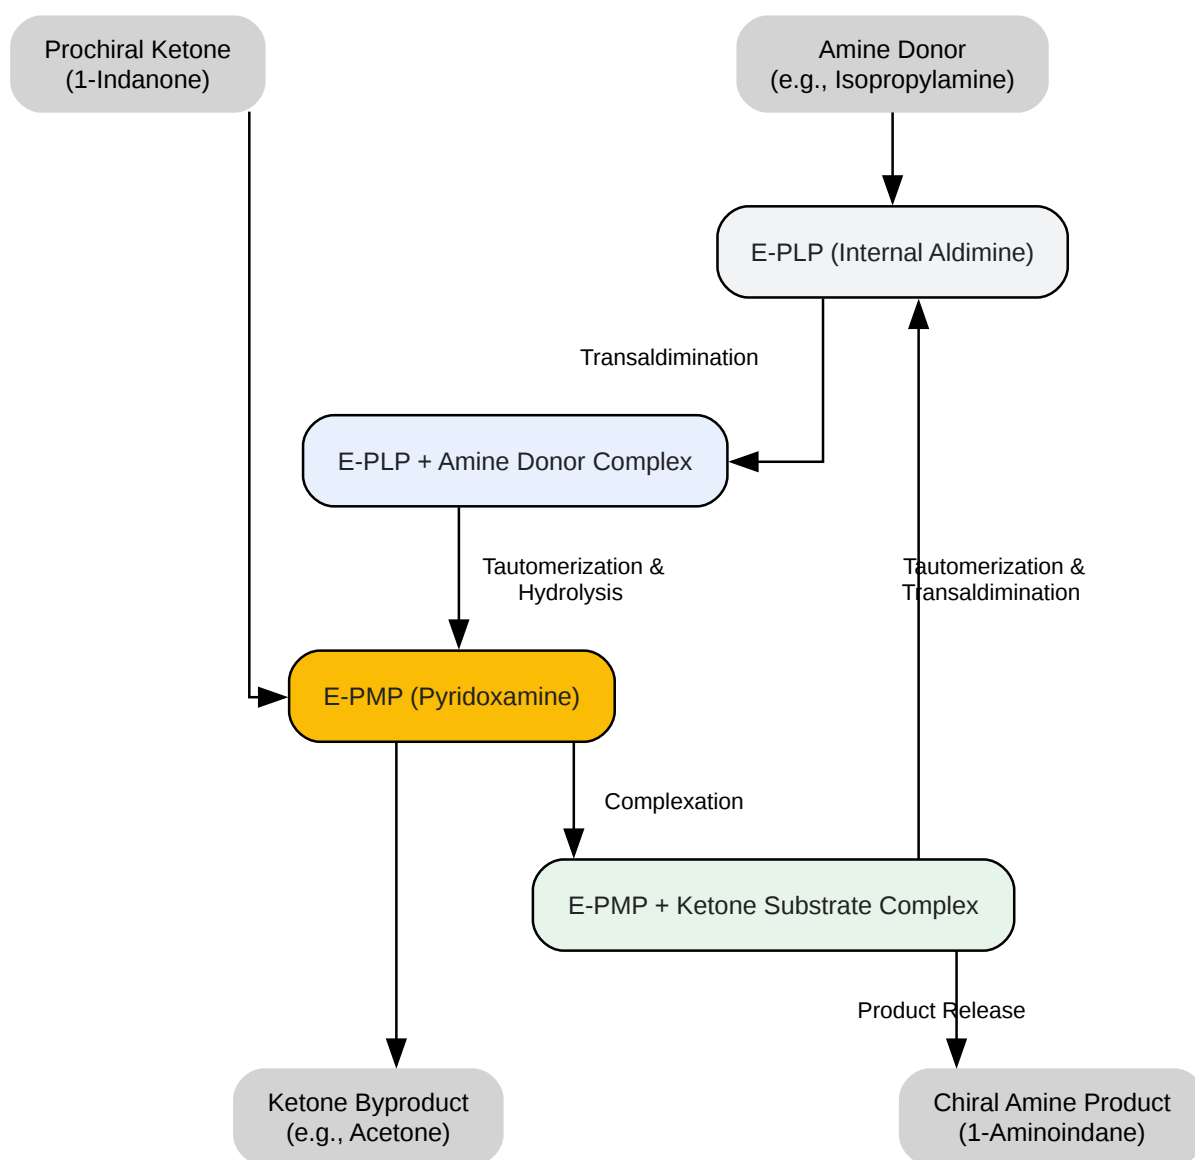 Prochiral Ketone
(1-Indanone)
Amine Donor
(e.g., Isopropylamine)
E-PLP (Internal Aldimine)
Transaldimination
E-PLP + Amine Donor Complex
Tautomerization &
Hydrolysis
Tautomerization &
Transaldimination
E-PMP (Pyridoxamine)
Complexation
E-PMP + Ketone Substrate Complex
Product Release
Ketone Byproduct
(e.g., Acetone)
Chiral Amine Product
(1-Aminoindane)